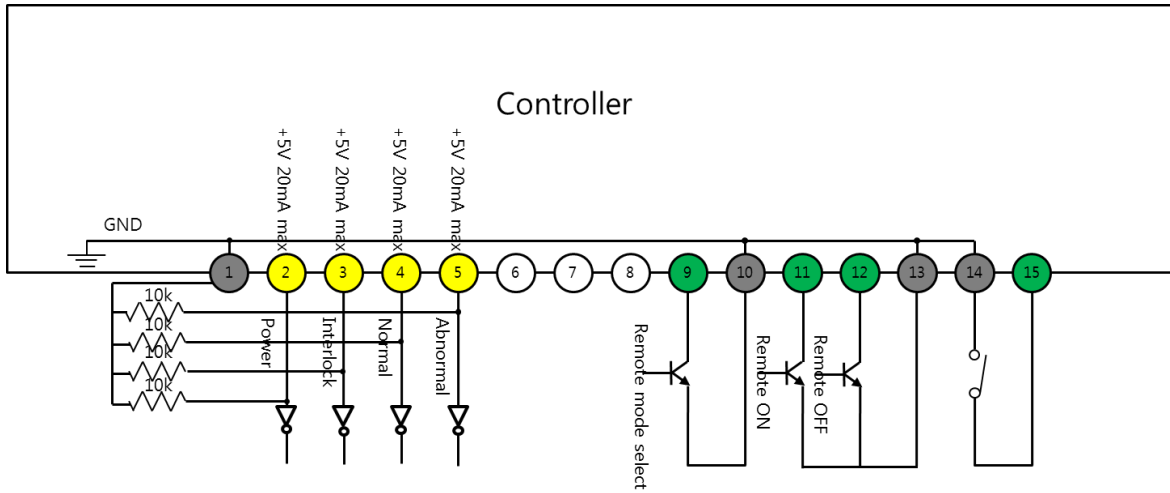 Controller
+5V 20mA max
+5V 20mA max
+5V 20mA max
+5V 20mA max
GND
1
2
3
4
5
6
7
8
9
10
11
12
13
14
15
10k
10k
10k
10k
Power
Interlock
Normal
Abnormal
Remote mode select
Remote ON
Remote OFF